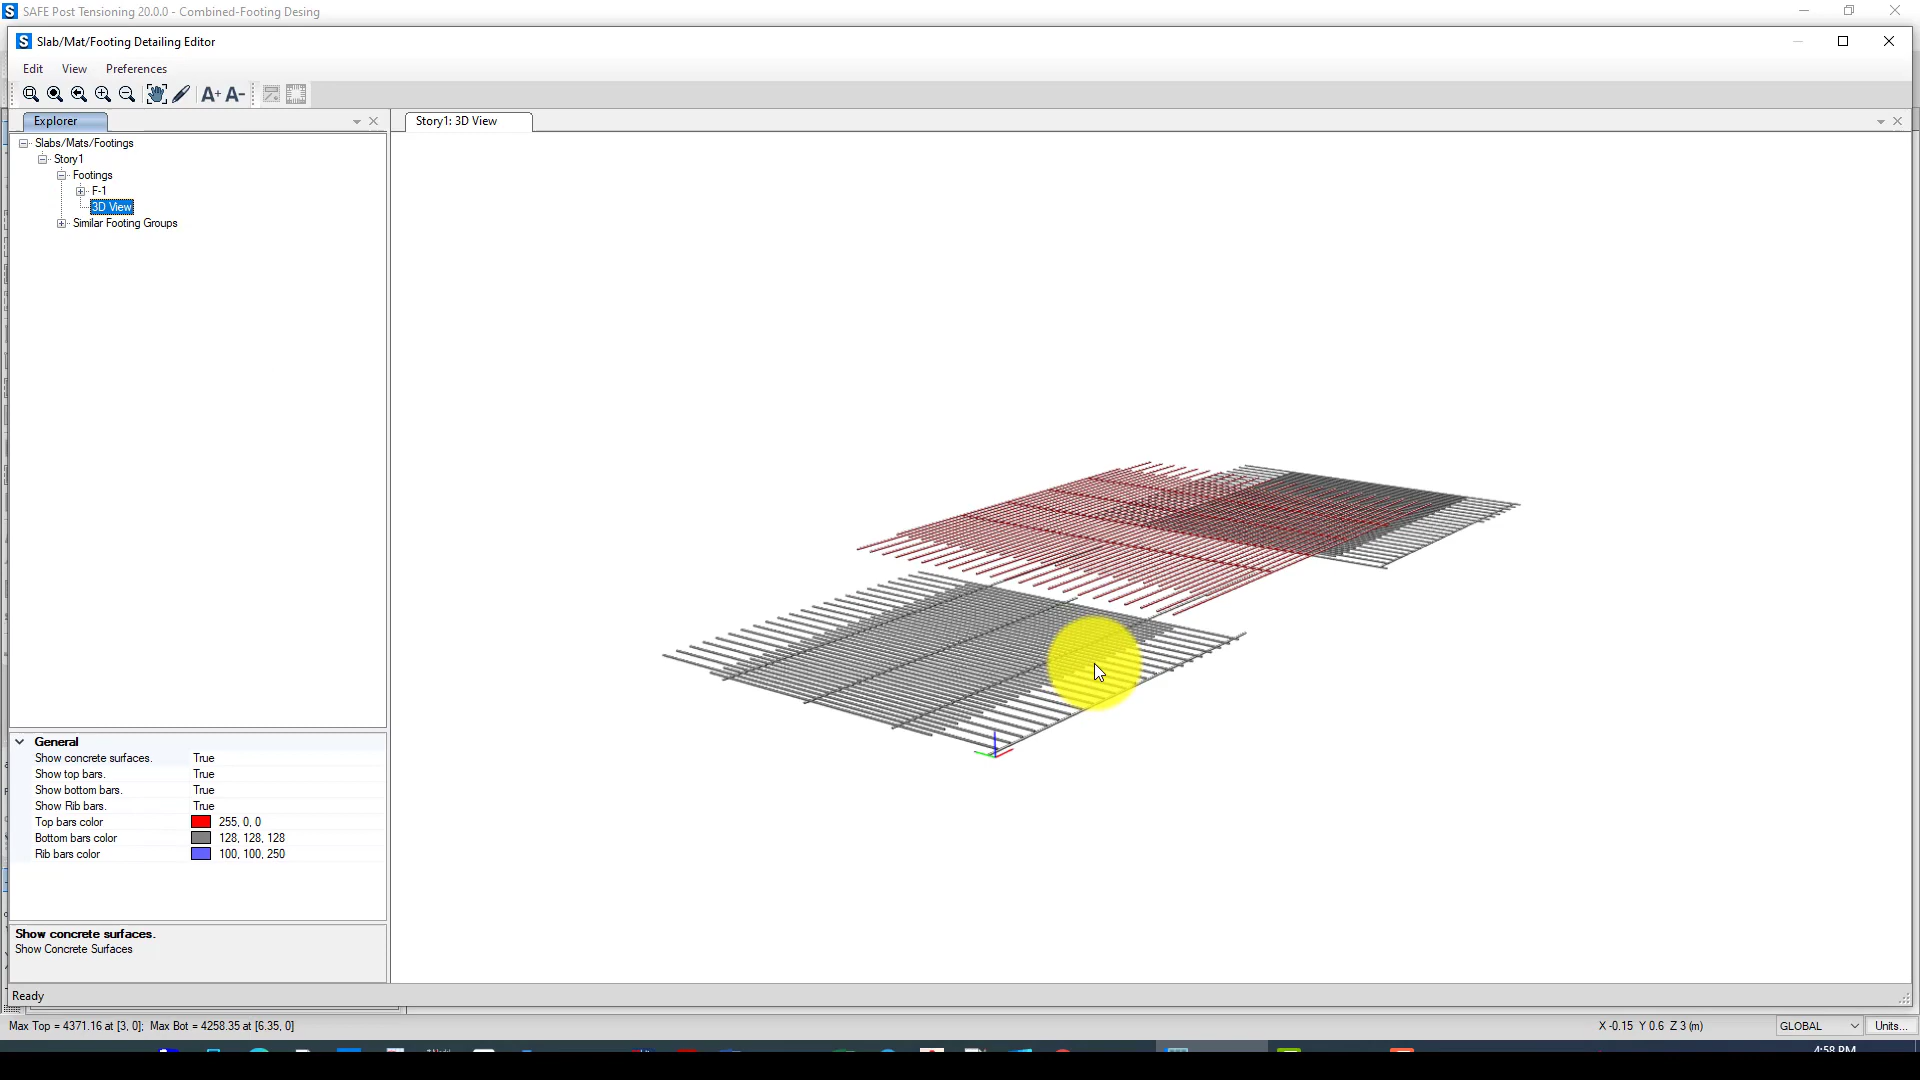 SAFE Post Tensioning 20.0.0 - Combined-Footing Desing
Slab/Mat/Footing Detailing Editor
Edit View Preferences
A+ A-
Explorer
Story1: 3D View
Slabs/Mats/Footings
Story1
Footings
F-1
3D View
Similar Footing Groups
General
Show concrete surfaces. True
Show top bars. True
Show bottom bars. True
Show Rib bars. True
Top bars color 255, 0, 0
Bottom bars color 128, 128, 128
Rib bars color 100, 100, 250
Show concrete surfaces.
Show Concrete Surfaces
Ready
Max Top = 4371.16 at [3, 0]; Max Bot = 4258.35 at [6.35, 0]
X -0.15 Y 0.6 Z 3 (m)
GLOBAL
Units...
4:58 PM